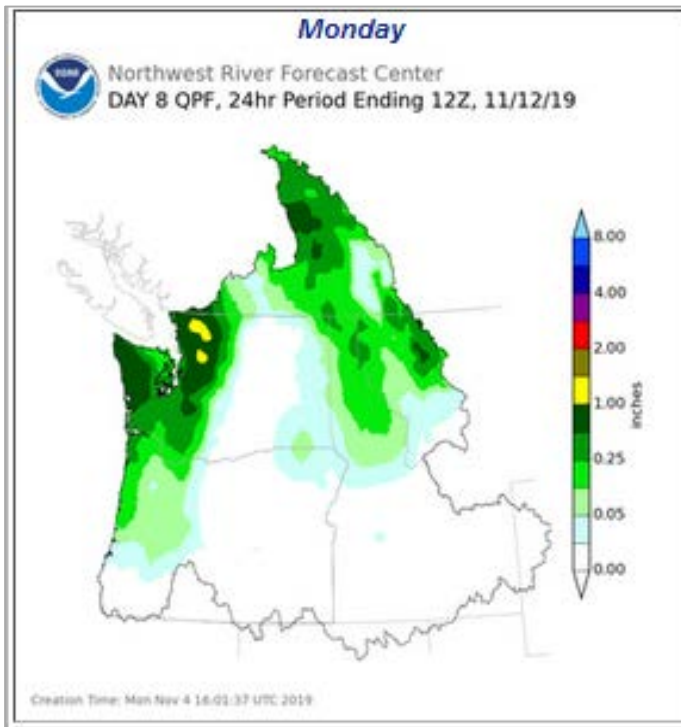 Monday
NOAA
Northwest River Forecast Center
DAY 8 QPF, 24hr Period Ending 12Z, 11/12/19
8.00
4.00
2.00
1.00
0.25
0.05
0.00
inches
Creation Time: Mon Nov 4 16:01:37 UTC 2019